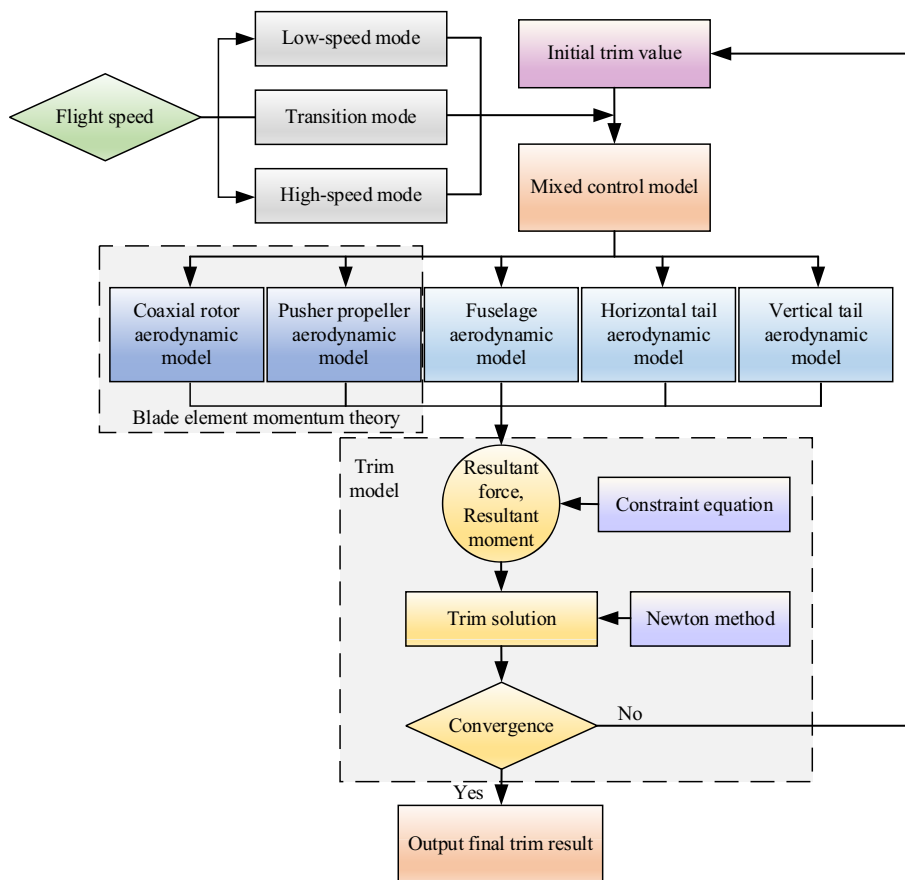 Low-speed mode
Initial trim value
Flight speed
Transition mode
Mixed control model
High-speed mode
Coaxial rotor
aerodynamic
model
Pusher propeller
aerodynamic
model
Fuselage
aerodynamic
model
Horizontal tail
aerodynamic
model
Vertical tail
aerodynamic
model
Blade element momentum theory
Trim
model
Resultant
force,
Resultant
moment
Constraint equation
Trim solution
Newton method
Convergence
No
Yes
Output final trim result